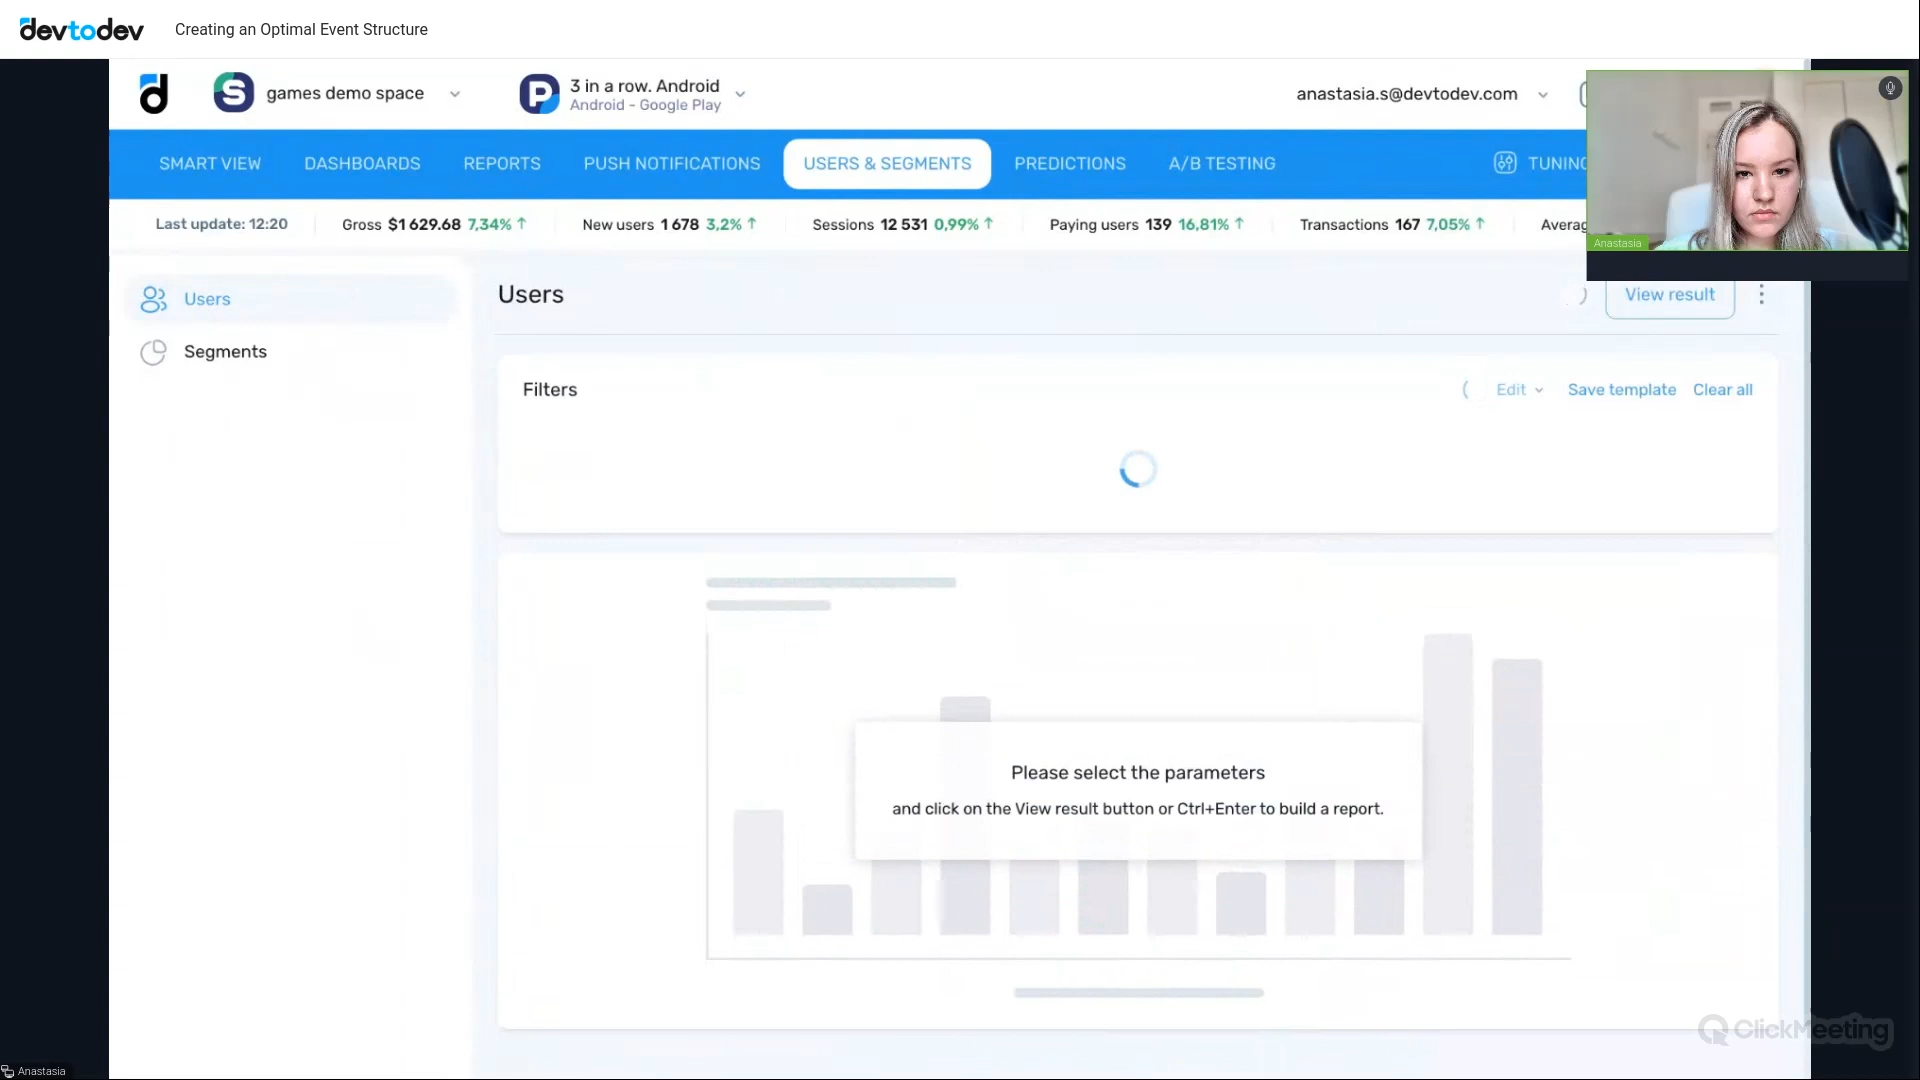 devtodev Creating an Optimal Event Structure
games demo space
3 in a row. Android
Android - Google Play
anastasia.s@devtodev.com
SMART VIEW DASHBOARDS REPORTS PUSH NOTIFICATIONS USERS & SEGMENTS PREDICTIONS A/B TESTING
Last update: 12:20 Gross $1 629.68 7,34% ↑ New users 1 678 3,2% ↑ Sessions 12 531 0,99% ↑ Paying users 139 16,81% ↑ Transactions 167 7,05% ↑
Anastasia
Users
Segments
Users
View result
Filters
Edit Save template Clear all
Please select the parameters
and click on the View result button or Ctrl+Enter to build a report.
ClickMeeting
Anastasia